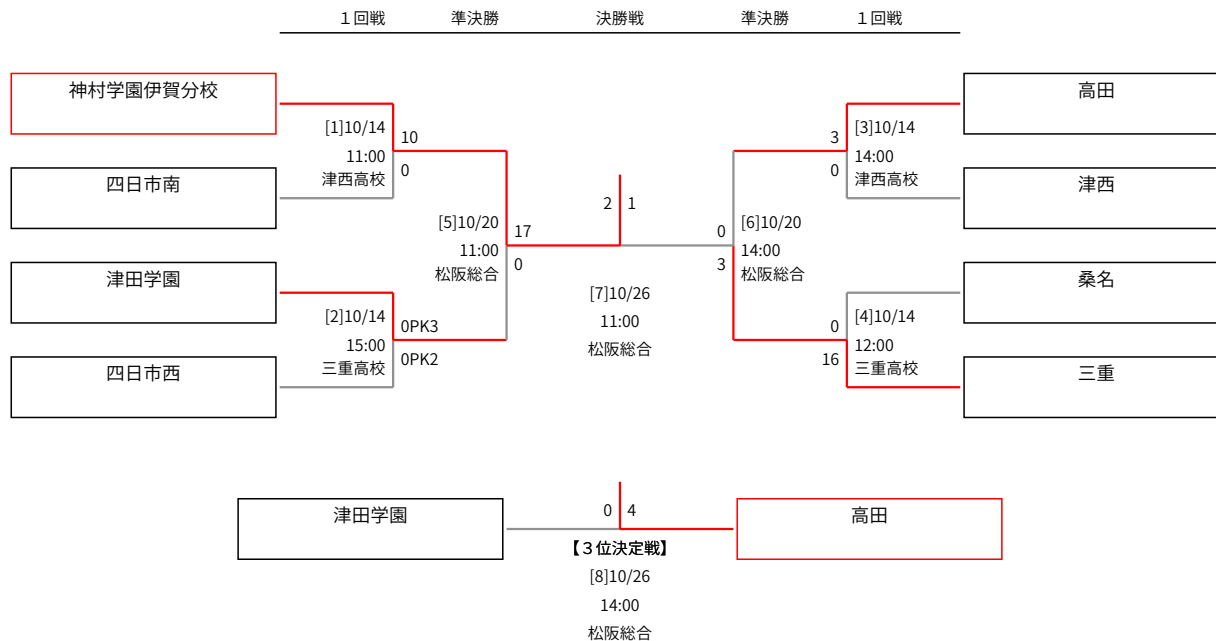 １回戦 準決勝 決勝戦 準決勝 １回戦
神村学園伊賀分校
[1]10/14
11:00
津西高校
10
0
四日市南
津田学園
[2]10/14
15:00
三重高校
0PK3
0PK2
四日市西
[5]10/20
11:00
松阪総合
17
0
2 1
[7]10/26
11:00
松阪総合
0
3
[6]10/20
14:00
松阪総合
高田
3
0
[3]10/14
14:00
津西高校
津西
桑名
0
16
[4]10/14
12:00
三重高校
三重
津田学園
0 4
高田
【３位決定戦】
[8]10/26
14:00
松阪総合